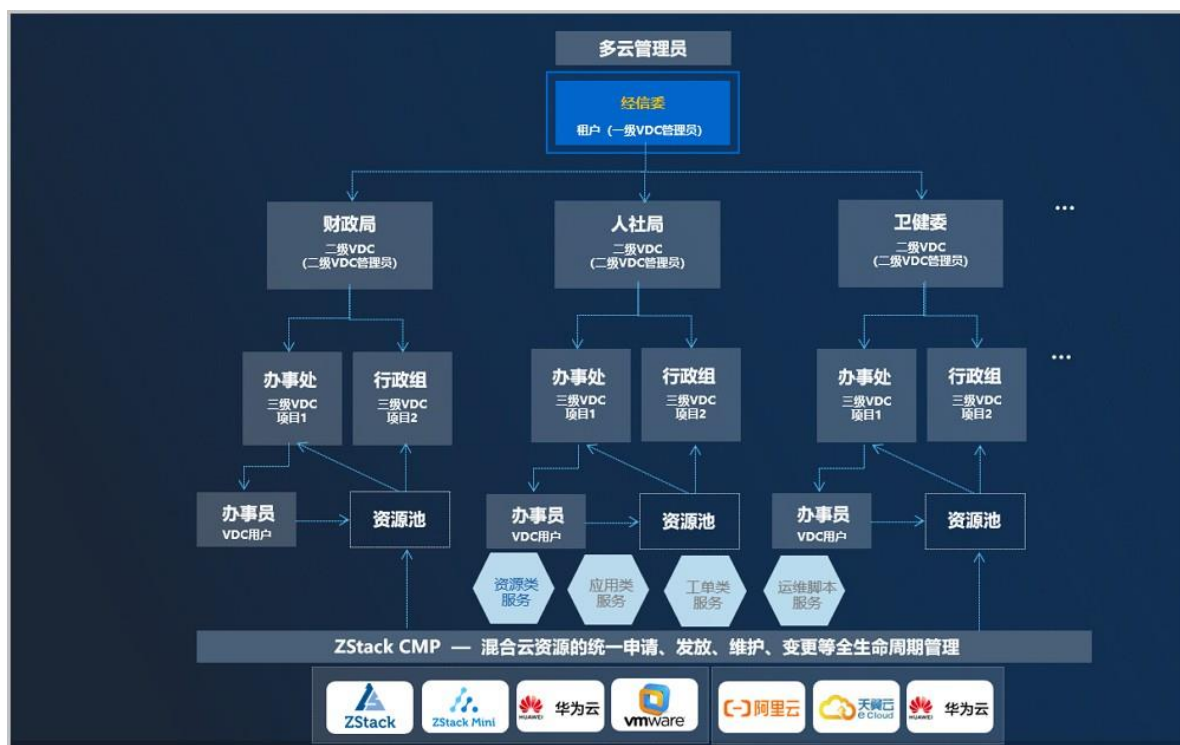 多云管理员
经信委
租户 (一级VDC管理员)
财政局
二级VDC
(二级VDC管理员)
人社局
二级VDC
(二级VDC管理员)
卫健委
二级VDC
(二级VDC管理员)
...
办事处
三级VDC
项目1
行政组
三级VDC
项目2
办事处
三级VDC
项目1
行政组
三级VDC
项目2
办事处
三级VDC
项目1
行政组
三级VDC
项目2
...
办事员
VDC用户
资源池
办事员
VDC用户
资源池
办事员
VDC用户
资源池
资源类
服务
应用类
服务
工单类
服务
运维脚本
服务
ZStack CMP — 混合云资源的统一申请、发放、维护、变更等全生命周期管理
ZStack
ZStack Mini
HUAWEI 华为云
vmware
阿里云
天翼云
e Cloud
HUAWEI 华为云